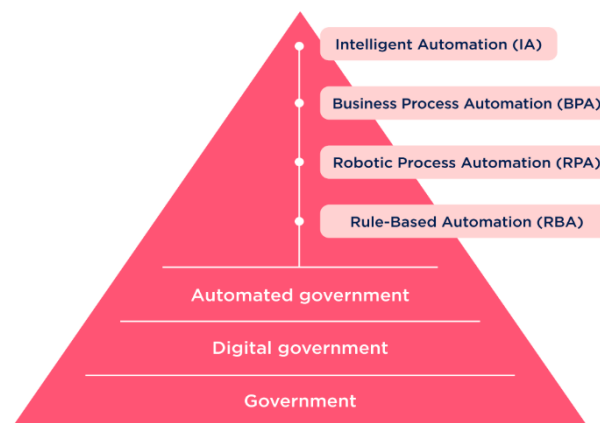 Intelligent Automation (IA)
Business Process Automation (BPA)
Robotic Process Automation (RPA)
Rule-Based Automation (RBA)
Automated government
Digital government
Government